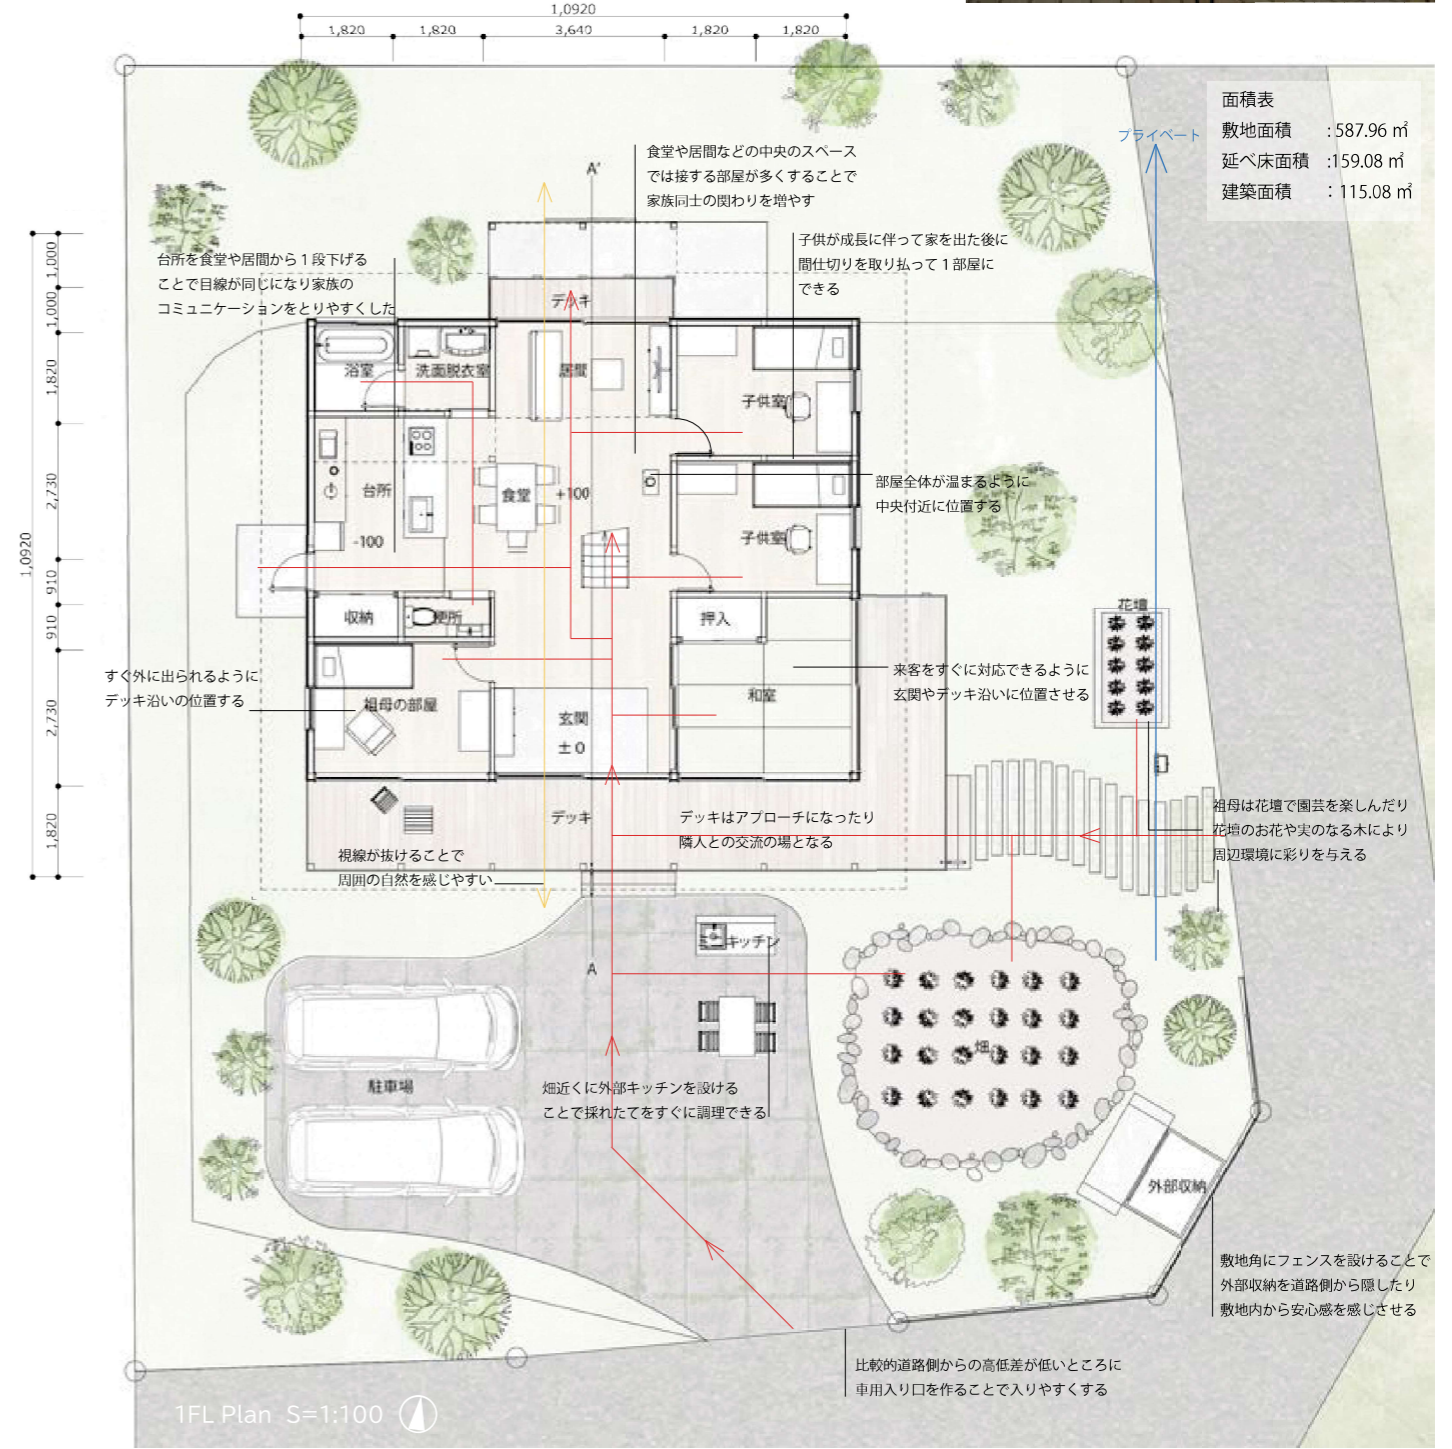 1,0920
1,820
1,820
3,640
1,820
1,820
面積表
敷地面積 : 587.96 ㎡
延べ床面積 :159.08 ㎡
建築面積 : 115.08 ㎡
プライベート
食堂や居間などの中央のスペース
では接する部屋が多くすることで
家族同士の関わりを増やす
A'
子供が成長に伴って家を出た後に
間仕切りを取り払って１部屋に
できる
台所を食堂や居間から１段下げる
ことで目線が同じになり家族の
コミュニケーションをとりやすくした
1,000
1,000
1,820
2,730
910
910
2,730
1,820
1,0920
デッキ
浴室
洗面脱衣室
居間
子供室
台所
-100
食堂
+100
部屋全体が温まるように
中央付近に位置する
子供室
収納
便所
押入
花壇
すぐ外に出られるように
デッキ沿いの位置する
祖母の部屋
玄関
±0
和室
来客をすぐに対応できるように
玄関やデッキ沿いに位置させる
デッキ
デッキはアプローチになったり
隣人との交流の場となる
祖母は花壇で園芸を楽しんだり
花壇のお花や実のなる木により
周辺環境に彩りを与える
視線が抜けることで
周囲の自然を感じやすい
ミニキッチン
A
畑
駐車場
畑近くに外部キッチンを設ける
ことで採れたてをすぐに調理できる
外部収納
敷地角にフェンスを設けることで
外部収納を道路側から隠したり
敷地内から安心感を感じさせる
比較的道路側からの高低差が低いところに
車用入り口を作ることで入りやすくする
1FL Plan S=1:100